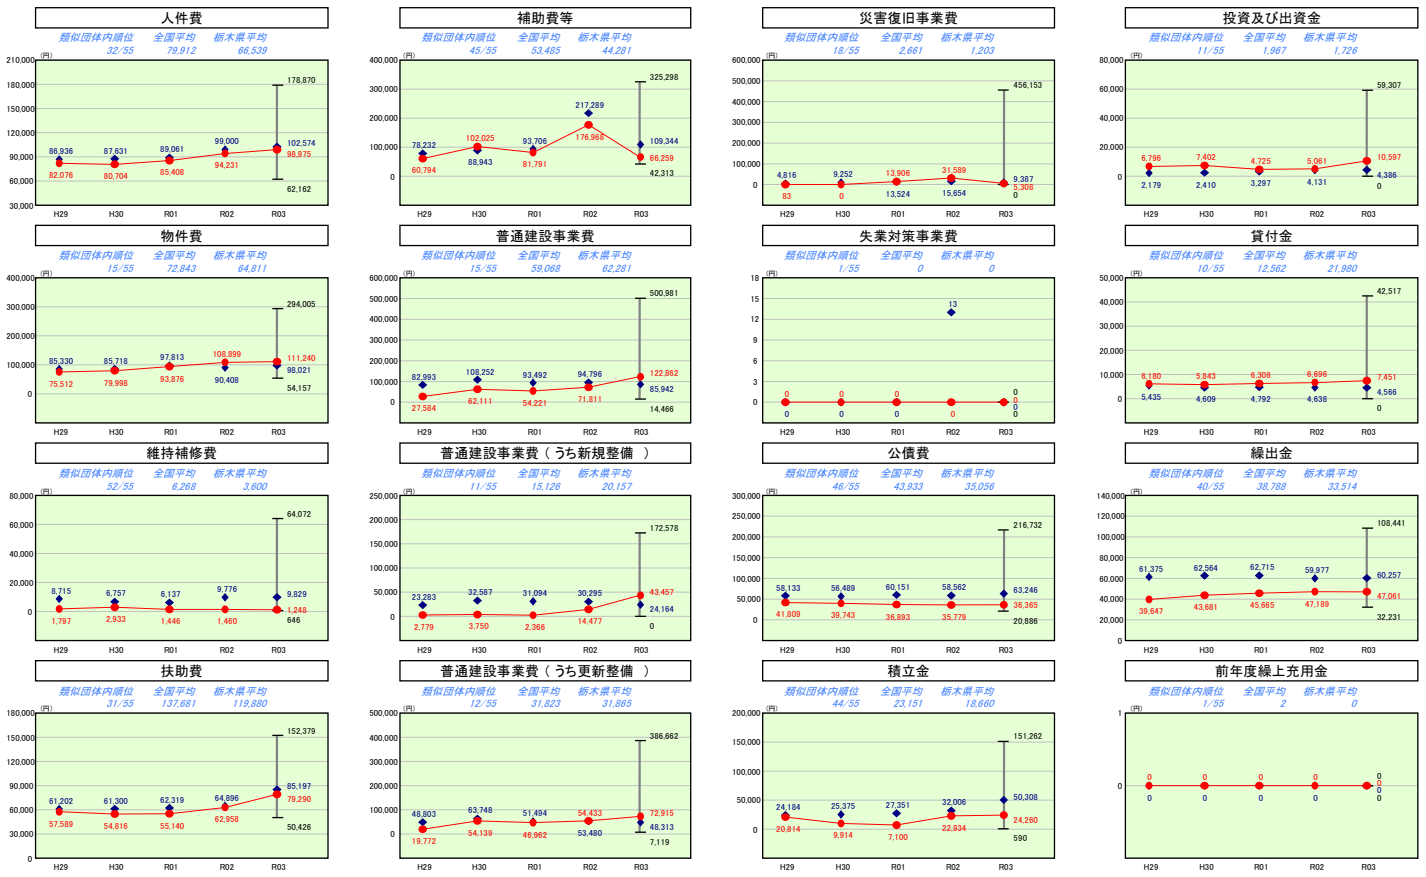 人件費
類似団体内順位 全国平均 栃木県平均
32/55 79,912 66,539
(円)
210,000
180,000
150,000
120,000
90,000
60,000
30,000
178,870
86,936 87,631 89,061 99,000 102,574
82,076 80,704 85,408 94,231 98,975
62,162
H29 H30 R01 R02 R03
補助費等
類似団体内順位 全国平均 栃木県平均
45/55 53,485 44,281
(円)
400,000
300,000
200,000
100,000
0
325,298
78,232 88,943 93,706 217,289 109,344
60,794 102,025 81,791 176,968 66,259
42,313
H29 H30 R01 R02 R03
災害復旧事業費
類似団体内順位 全国平均 栃木県平均
18/55 2,661 1,203
(円)
600,000
500,000
400,000
300,000
200,000
100,000
0
456,153
4,816 9,252 13,524 15,654 9,387
83 0 13,906 31,589 5,308
0
H29 H30 R01 R02 R03
投資及び出資金
類似団体内順位 全国平均 栃木県平均
11/55 1,967 1,726
(円)
80,000
60,000
40,000
20,000
0
59,307
6,796 7,402 4,725 5,061 10,597
2,179 2,410 3,297 4,131 4,386
0
H29 H30 R01 R02 R03
物件費
類似団体内順位 全国平均 栃木県平均
15/55 72,843 64,811
(円)
400,000
300,000
200,000
100,000
0
294,005
85,330 85,718 97,813 90,408 98,021
75,512 79,998 93,876 108,899 111,240
54,157
H29 H30 R01 R02 R03
普通建設事業費
類似団体内順位 全国平均 栃木県平均
15/55 59,068 62,281
(円)
600,000
500,000
400,000
300,000
200,000
100,000
0
500,981
82,993 108,252 93,492 94,796 85,942
27,584 62,111 54,221 71,811 122,862
14,466
H29 H30 R01 R02 R03
失業対策事業費
類似団体内順位 全国平均 栃木県平均
1/55 0 0
(円)
18
15
12
9
6
3
0
0
0 0 0 13 0
0 0 0 0 0
0
H29 H30 R01 R02 R03
貸付金
類似団体内順位 全国平均 栃木県平均
10/55 12,562 21,980
(円)
50,000
40,000
30,000
20,000
10,000
0
42,517
6,180 5,843 6,308 6,696 7,451
5,435 4,609 4,792 4,638 4,566
0
H29 H30 R01 R02 R03
維持補修費
類似団体内順位 全国平均 栃木県平均
52/55 6,268 3,600
(円)
80,000
60,000
40,000
20,000
0
64,072
8,715 6,757 6,137 9,776 9,829
1,797 2,933 1,446 1,460 1,248
646
H29 H30 R01 R02 R03
普通建設事業費（うち新規整備　）
類似団体内順位 全国平均 栃木県平均
11/55 15,126 20,157
(円)
250,000
200,000
150,000
100,000
50,000
0
172,578
23,283 32,587 31,094 30,295 24,164
2,779 3,750 2,366 14,477 43,457
0
H29 H30 R01 R02 R03
公債費
類似団体内順位 全国平均 栃木県平均
46/55 43,933 35,056
(円)
300,000
250,000
200,000
150,000
100,000
50,000
0
216,732
58,133 56,489 60,151 58,562 63,246
41,809 39,743 36,893 35,779 36,365
20,886
H29 H30 R01 R02 R03
繰出金
類似団体内順位 全国平均 栃木県平均
40/55 38,788 33,514
(円)
140,000
120,000
100,000
80,000
60,000
40,000
20,000
0
108,441
61,375 62,564 62,715 59,977 60,257
39,647 43,681 45,665 47,189 47,061
32,231
H29 H30 R01 R02 R03
扶助費
類似団体内順位 全国平均 栃木県平均
31/55 137,681 119,880
(円)
180,000
150,000
120,000
90,000
60,000
30,000
0
152,379
61,202 61,300 62,319 64,896 85,197
57,589 54,816 55,140 62,958 79,290
50,426
H29 H30 R01 R02 R03
普通建設事業費（うち更新整備　）
類似団体内順位 全国平均 栃木県平均
12/55 31,823 31,865
(円)
500,000
400,000
300,000
200,000
100,000
0
386,662
48,803 63,748 51,494 53,480 48,313
19,772 54,139 46,962 54,433 72,915
7,119
H29 H30 R01 R02 R03
積立金
類似団体内順位 全国平均 栃木県平均
44/55 23,151 18,660
(円)
200,000
150,000
100,000
50,000
0
151,262
24,184 25,375 27,351 32,006 50,308
20,814 9,914 7,100 22,934 24,260
590
H29 H30 R01 R02 R03
前年度繰上充用金
類似団体内順位 全国平均 栃木県平均
1/55 2 0
(円)
1
0
0
0 0 0 0 0
0 0 0 0 0
0
H29 H30 R01 R02 R03